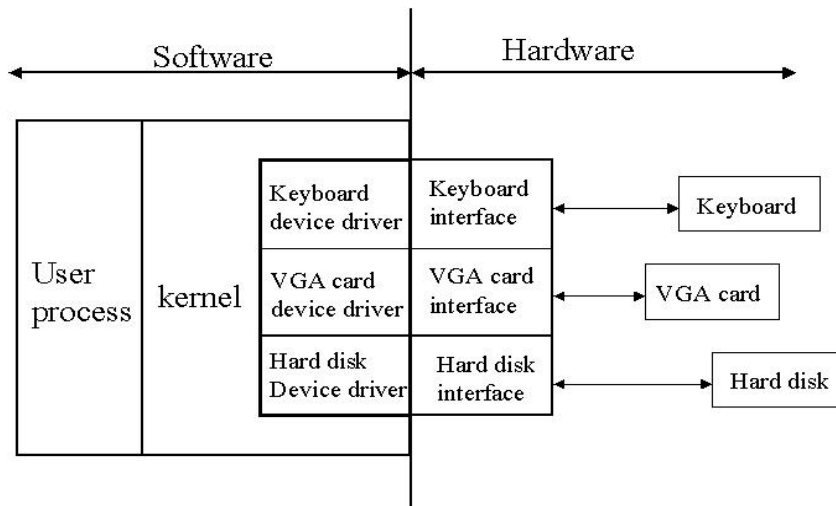 Software
Hardware
User
process
kernel
Keyboard
device driver
Keyboard
interface
Keyboard
VGA card
device driver
VGA card
interface
VGA card
Hard disk
Device driver
Hard disk
interface
Hard disk